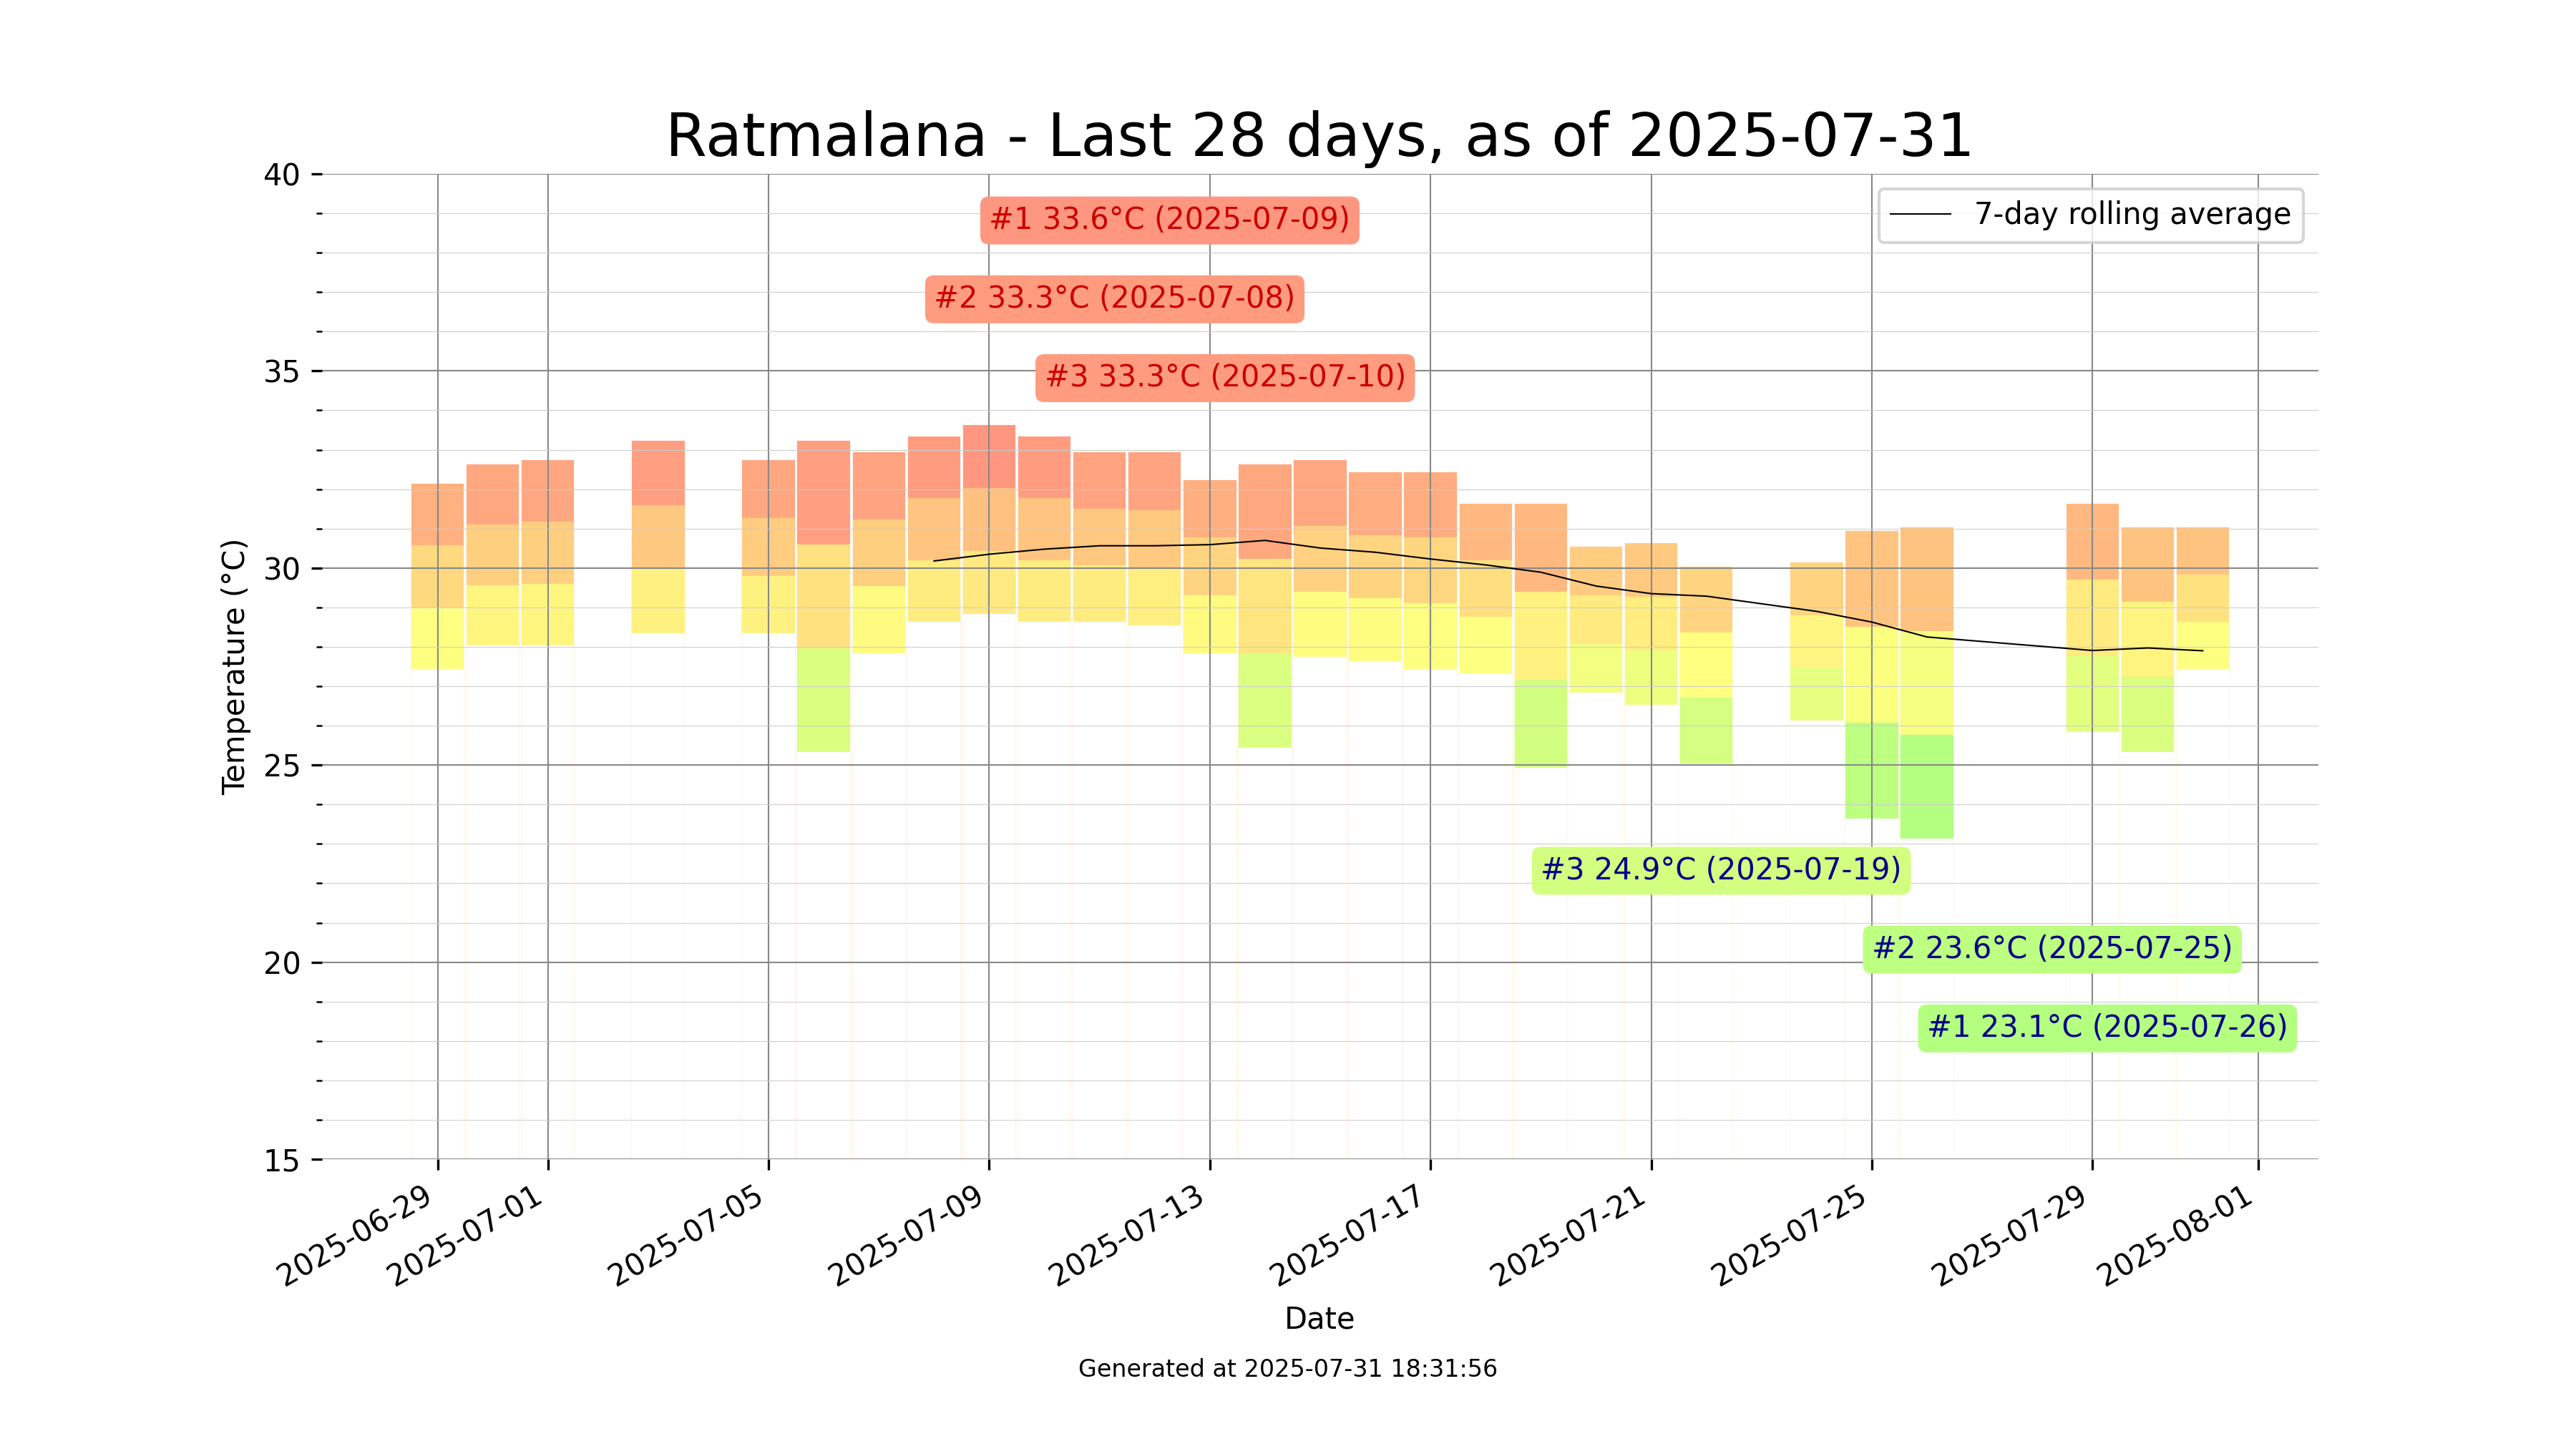 Ratmalana - Last 28 days, as of 2025-07-31
7-day rolling average
#1 33.6°C (2025-07-09)
#2 33.3°C (2025-07-08)
#3 33.3°C (2025-07-10)
#3 24.9°C (2025-07-19)
#2 23.6°C (2025-07-25)
#1 23.1°C (2025-07-26)
Temperature (°C)
40
35
30
25
20
15
2025-06-29
2025-07-01
2025-07-05
2025-07-09
2025-07-13
2025-07-17
2025-07-21
2025-07-25
2025-07-29
2025-08-01
Date
Generated at 2025-07-31 18:31:56